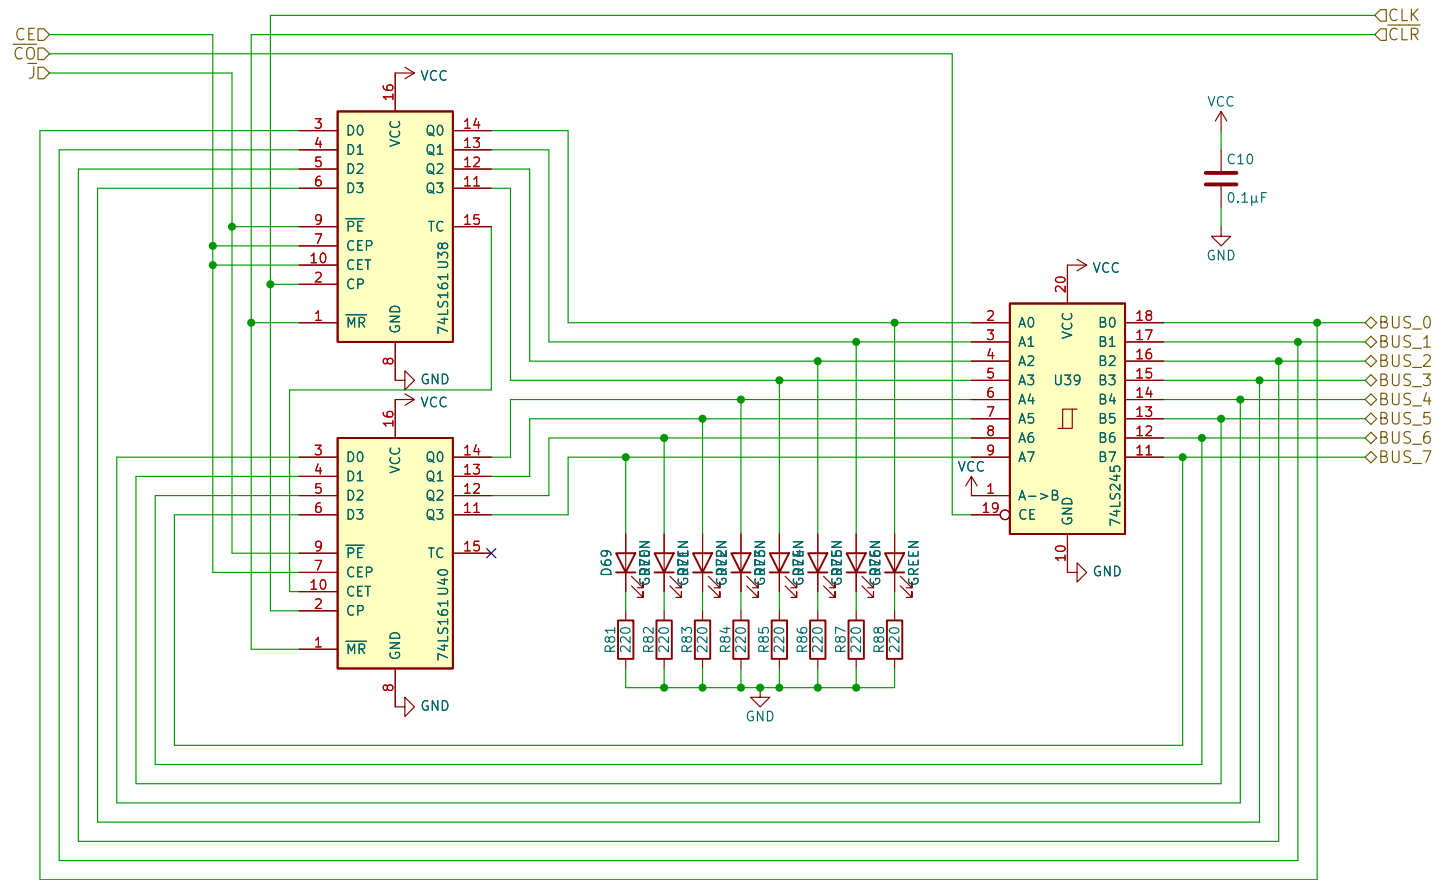 CLK
CE
CLR
CO
J
VCC
16
VCC
C10
0.1µF
GND
3 D0 VCC Q0 14
4 D1 Q1 13
5 D2 Q2 12
6 D3 Q3 11
9 PE TC 15
7 CEP
10 CET
2 CP
1 MR
GND
U38
74LS161
8
GND
VCC
20
2 A0 VCC B0 18
BUS_0
3 A1 B1 17
BUS_1
4 A2 B2 16
BUS_2
5 A3 U39 B3 15
BUS_3
6 A4 B4 14
BUS_4
7 A5 B5 13
BUS_5
8 A6 B6 12
BUS_6
9 A7 B7 11
BUS_7
VCC
1 A->B
19 CE
GND
74LS245
10
GND
VCC
16
3 D0 VCC Q0 14
4 D1 Q1 13
5 D2 Q2 12
6 D3 Q3 11
9 PE TC 15
7 CEP
10 CET
2 CP
1 MR
GND
U40
74LS161
8
GND
D69
GREEN
R81 220
R82 220
R83 220
R84 220
R85 220
R86 220
R87 220
R88 220
GND